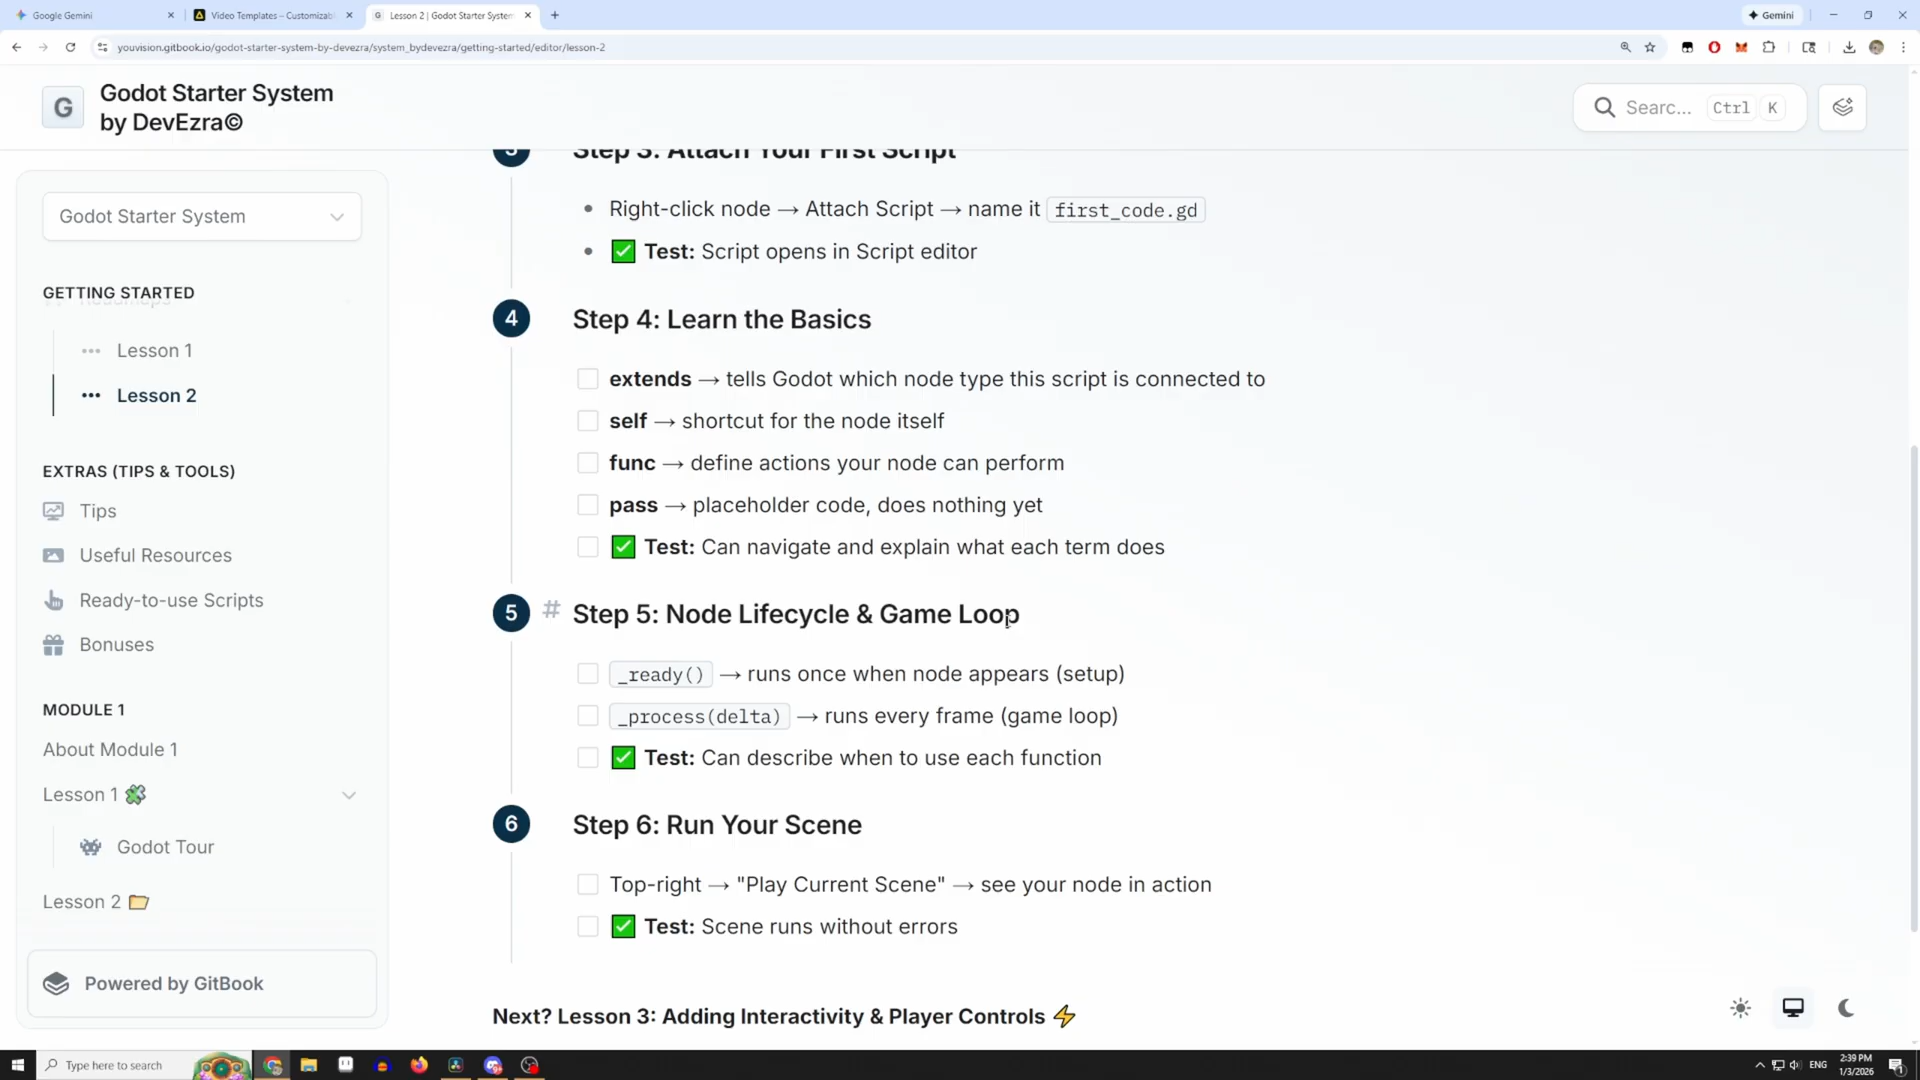 Google Gemini
Video Templates – Customizabl
Lesson 2 | Godot Starter System
Gemini
youvision.gitbook.io/godot-starter-system-by-devezra/system_bydevezra/getting-started/editor/lesson-2
G
Godot Starter System
by DevEzra©
Searc...
Ctrl
K
Godot Starter System
GETTING STARTED
Lesson 1
Lesson 2
EXTRAS (TIPS & TOOLS)
Tips
Useful Resources
Ready-to-use Scripts
Bonuses
MODULE 1
About Module 1
Lesson 1 🧩
Godot Tour
Lesson 2 📁
Powered by GitBook
3
Step 3: Attach Your First Script
Right-click node → Attach Script → name it first_code.gd
✅ Test: Script opens in Script editor
4
Step 4: Learn the Basics
extends → tells Godot which node type this script is connected to
self → shortcut for the node itself
func → define actions your node can perform
pass → placeholder code, does nothing yet
✅ Test: Can navigate and explain what each term does
5
# Step 5: Node Lifecycle & Game Loop
_ready() → runs once when node appears (setup)
_process(delta) → runs every frame (game loop)
✅ Test: Can describe when to use each function
6
Step 6: Run Your Scene
Top-right → "Play Current Scene" → see your node in action
✅ Test: Scene runs without errors
Next? Lesson 3: Adding Interactivity & Player Controls ⚡
Type here to search
ENG
2:39 PM
1/3/2026